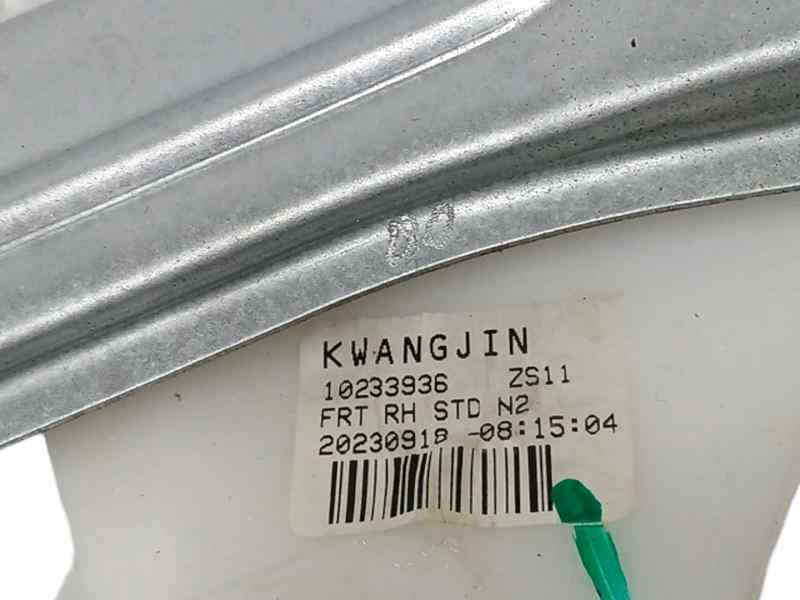 KWANGJIN
10233936 ZS11
FRT RH STD N2
20230918 -08:15:04